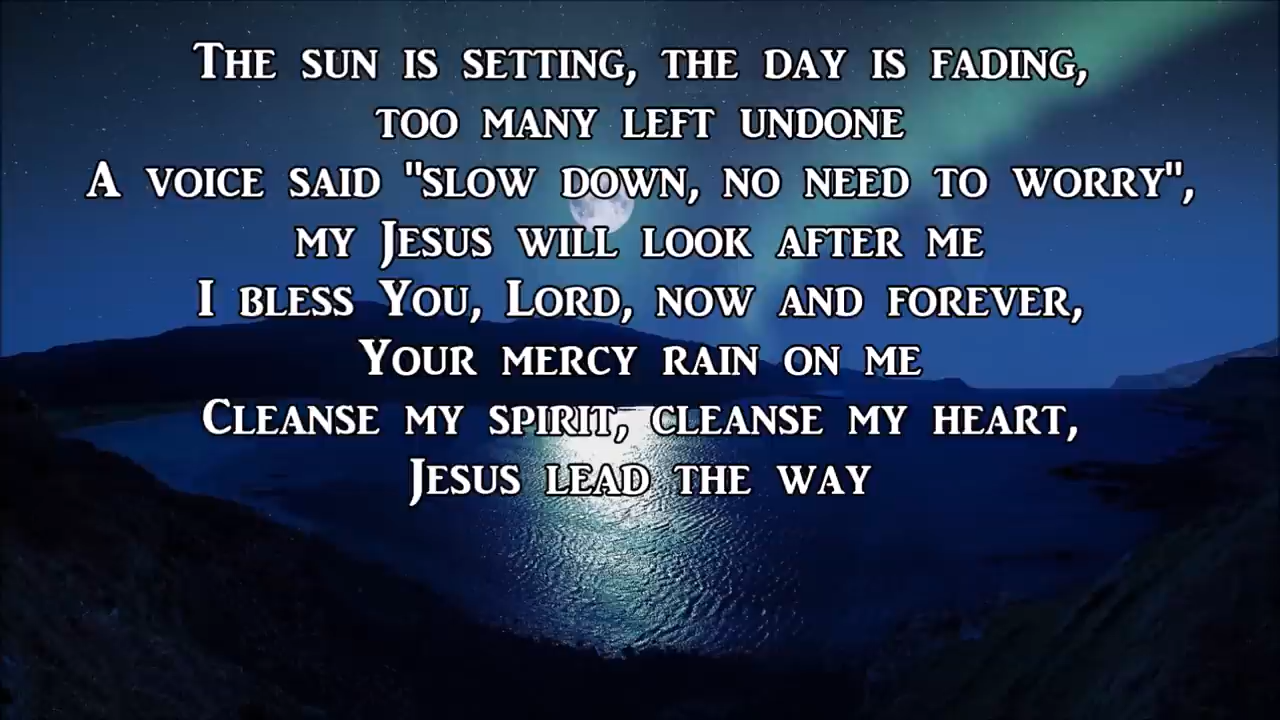 The sun is setting, the day is fading,
too many left undone
A voice said "slow down, no need to worry",
my Jesus will look after me
I bless You, Lord, now and forever,
Your mercy rain on me
Cleanse my spirit, cleanse my heart,
Jesus lead the way